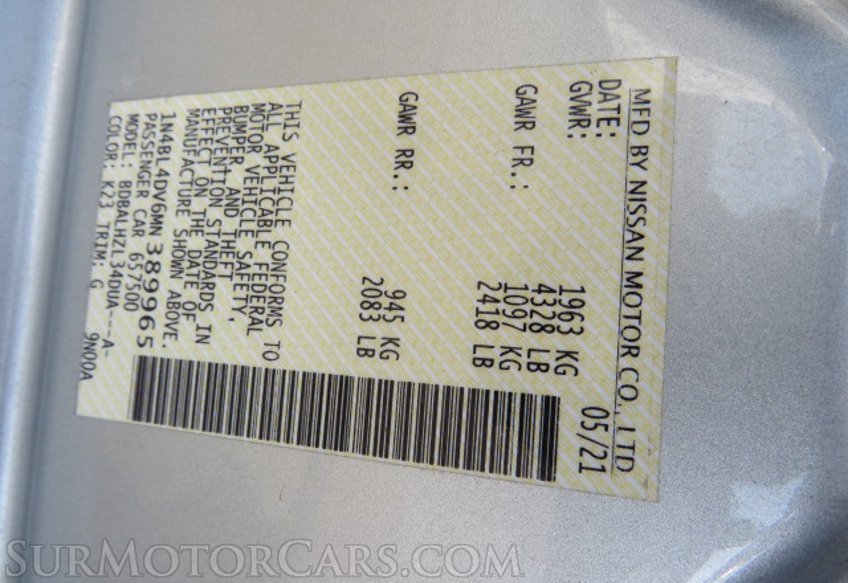 MFD BY NISSAN MOTOR CO., LTD
DATE: 05/21
GVWR: 1963 KG
4328 LB
GAWR FR.: 1097 KG
2418 LB
GAWR RR.: 945 KG
2083 LB
THIS VEHICLE CONFORMS TO
ALL APPLICABLE FEDERAL
MOTOR VEHICLE SAFETY,
BUMPER AND THEFT
PREVENTION STANDARDS IN
EFFECT ON THE DATE OF
MANUFACTURE SHOWN ABOVE.
1N4BL4DV6MN389965
PASSENGER CAR 657500
MODEL: BDBALHZL34DUA---A-
COLOR: K23 TRIM: G 9N00A
SURMOTORCARS.COM